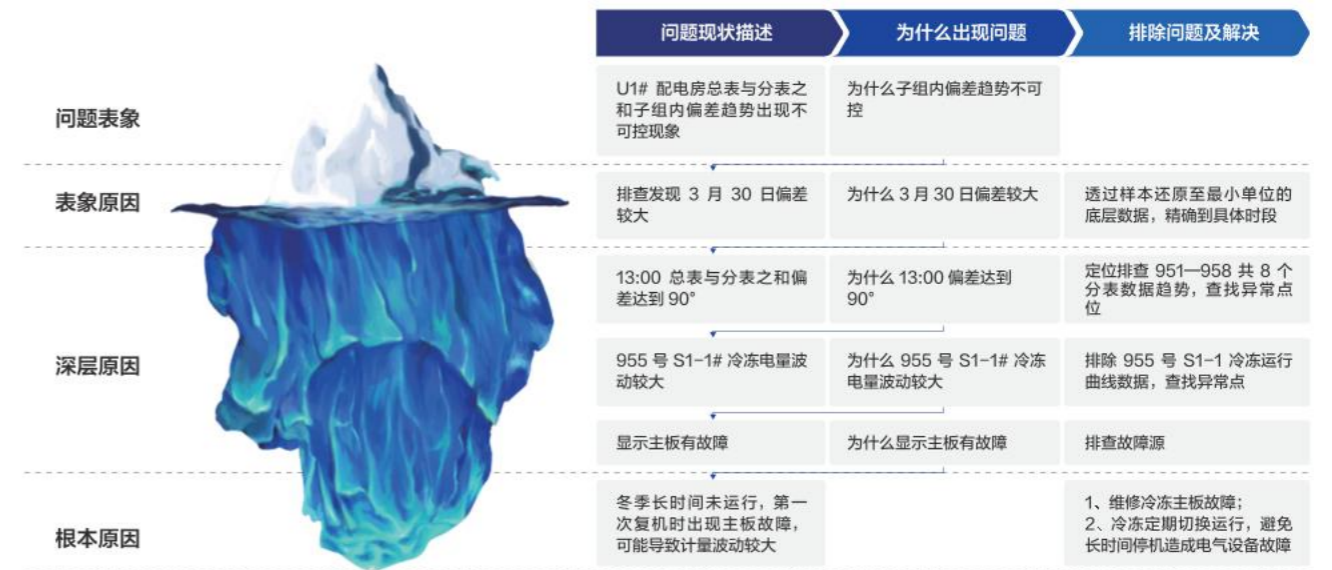 问题现状描述
为什么出现问题
排除问题及解决
问题表象
U1# 配电房总表与分表之
和子组内偏差趋势出现不
可控现象
为什么子组内偏差趋势不可
控
表象原因
排查发现 3 月 30 日偏差
较大
为什么 3 月 30 日偏差较大
透过样本还原至最小单位的
底层数据，精确到具体时段
深层原因
13:00 总表与分表之和偏
差达到 90°
为什么 13:00 偏差达到
90°
定位排查 951—958 共 8 个
分表数据趋势，查找异常点
位
955 号 S1-1# 冷冻电量波
动较大
为什么 955 号 S1-1# 冷冻
电量波动较大
排除 955 号 S1-1 冷冻运行
曲线数据，查找异常点
显示主板有故障
为什么显示主板有故障
排查故障源
根本原因
冬季长时间未运行，第一
次复机时出现主板故障，
可能导致计量波动较大
1、维修冷冻主板故障；
2、冷冻定期切换运行，避免
长时间停机造成电气设备故障